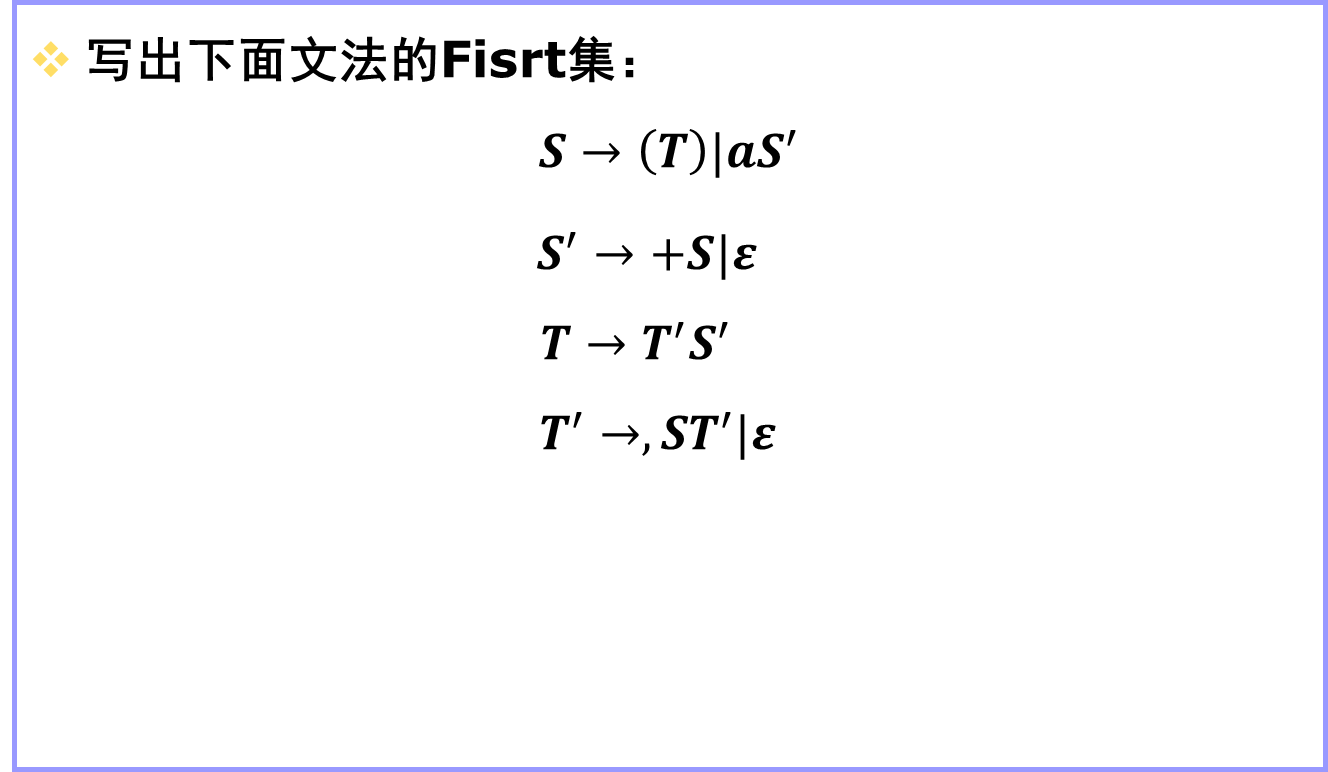 写出下面文法的Fisrt集：
S → (T)|aS′
S′ → +S|ε
T → T′S′
T′ →,ST′|ε